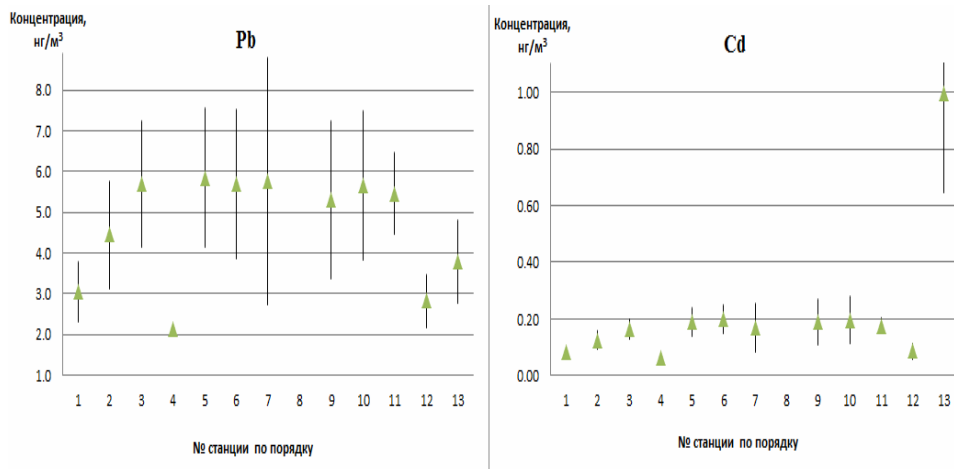 Концентрация,
нг/м³
Pb
8.0
7.0
6.0
5.0
4.0
3.0
2.0
1.0
1 2 3 4 5 6 7 8 9 10 11 12 13
№ станции по порядку
Концентрация,
нг/м³
Cd
1.00
0.80
0.60
0.40
0.20
0.00
1 2 3 4 5 6 7 8 9 10 11 12 13
№ станции по порядку